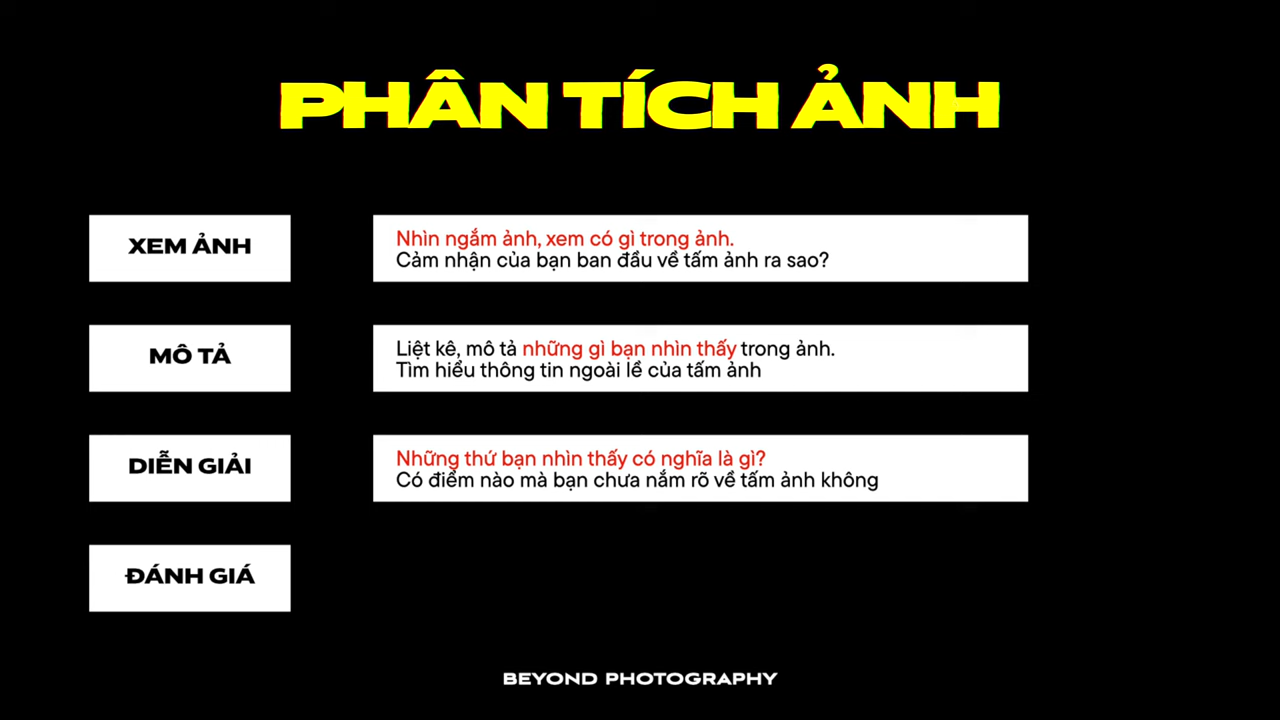 PHÂN TÍCH ẢNH
XEM ẢNH
Nhìn ngắm ảnh, xem có gì trong ảnh.
Cảm nhận của bạn ban đầu về tấm ảnh ra sao?
MÔ TẢ
Liệt kê, mô tả những gì bạn nhìn thấy trong ảnh.
Tìm hiểu thông tin ngoài lề của tấm ảnh
DIỄN GIẢI
Những thứ bạn nhìn thấy có nghĩa là gì?
Có điểm nào mà bạn chưa nắm rõ về tấm ảnh không
ĐÁNH GIÁ
BEYOND PHOTOGRAPHY